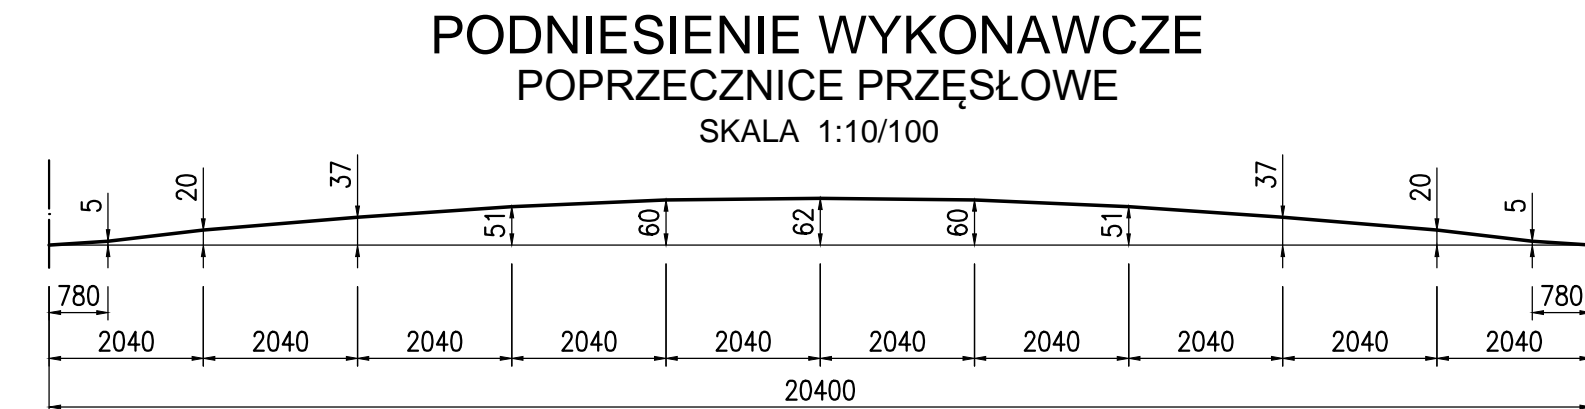 PODNIESIENIE WYKONAWCZE
POPRZECZNICE PRZĘSŁOWE
SKALA 1:10/100
5 20 37 51 60 62 60 51 37 20 5
780 780
2040 2040 2040 2040 2040 2040 2040 2040 2040 2040
20400